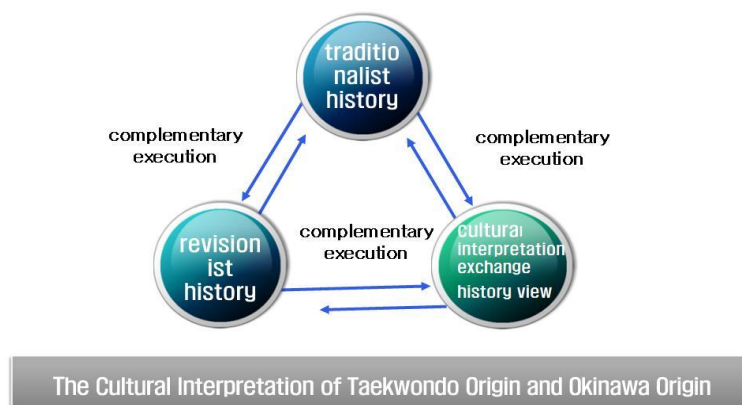 traditio
nalist
history
complementary
execution
complementary
execution
complementary
execution
revision
ist
history
cultural
interpretation
exchange
history view
The Cultural Interpretation of Taekwondo Origin and Okinawa Origin